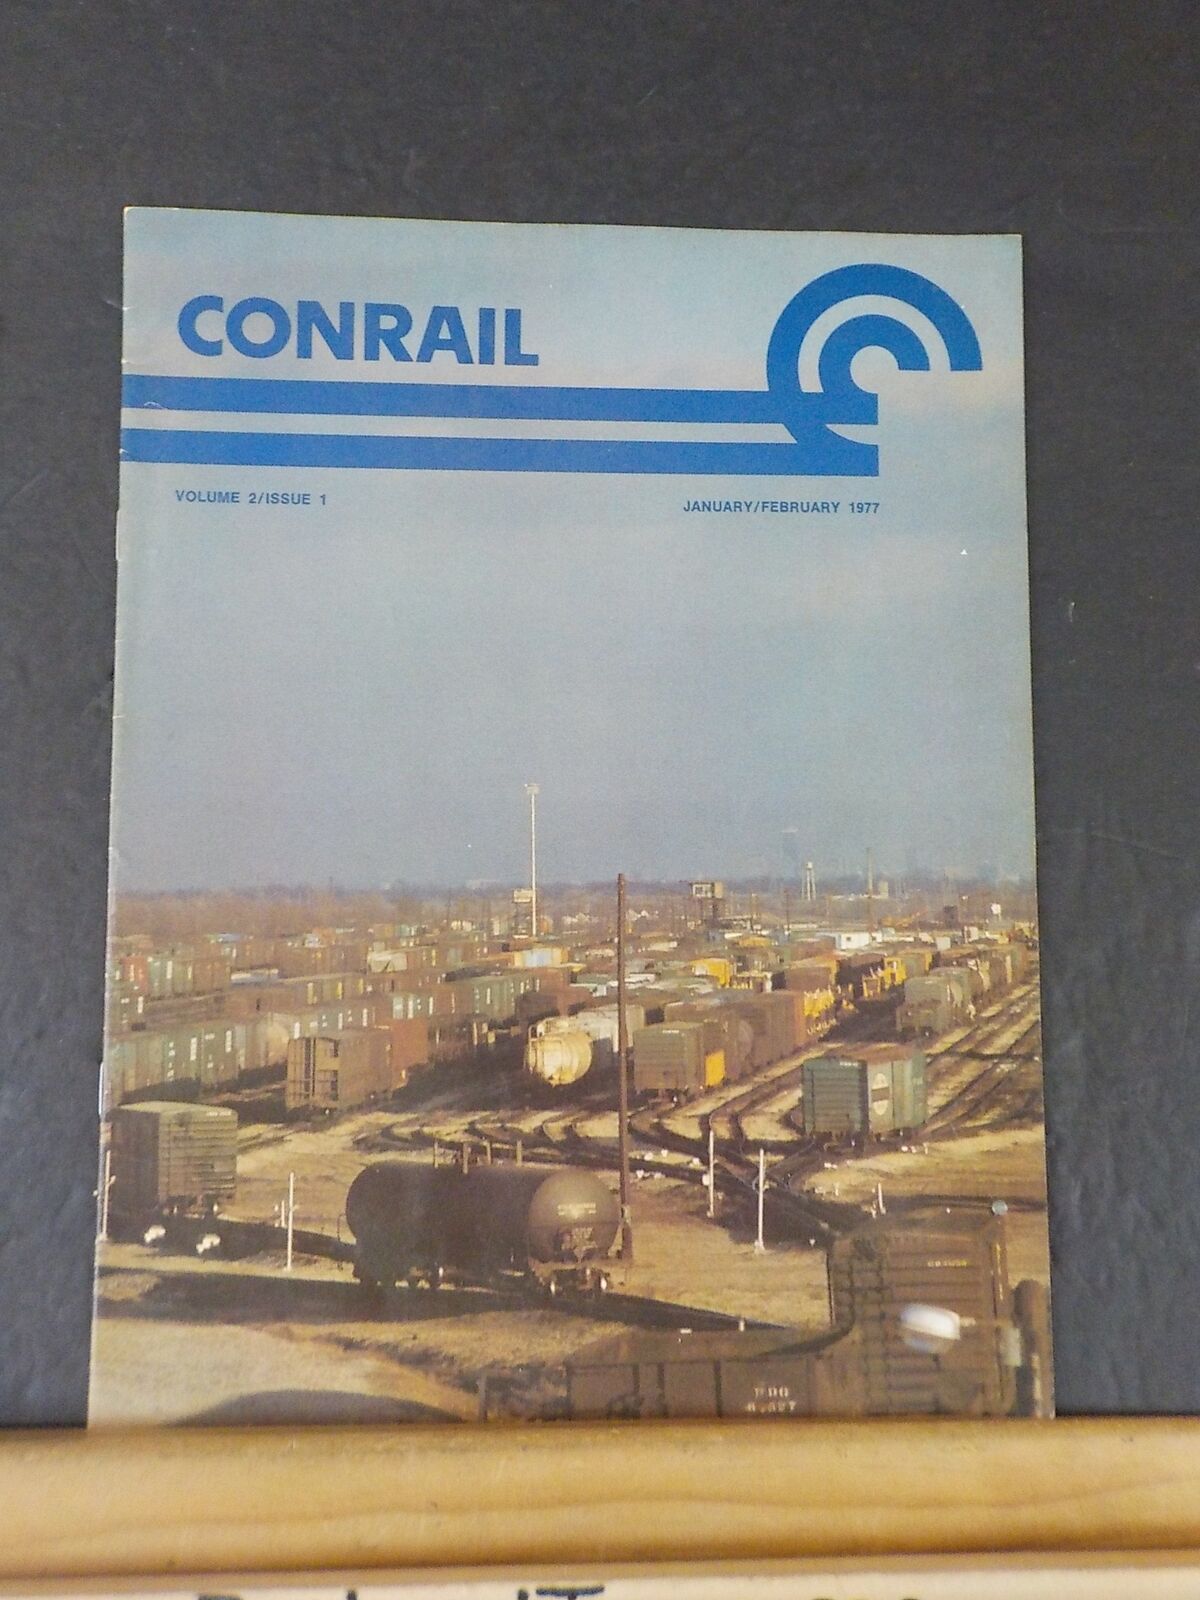 CONRAIL
VOLUME 2/ISSUE 1
JANUARY/FEBRUARY 1977